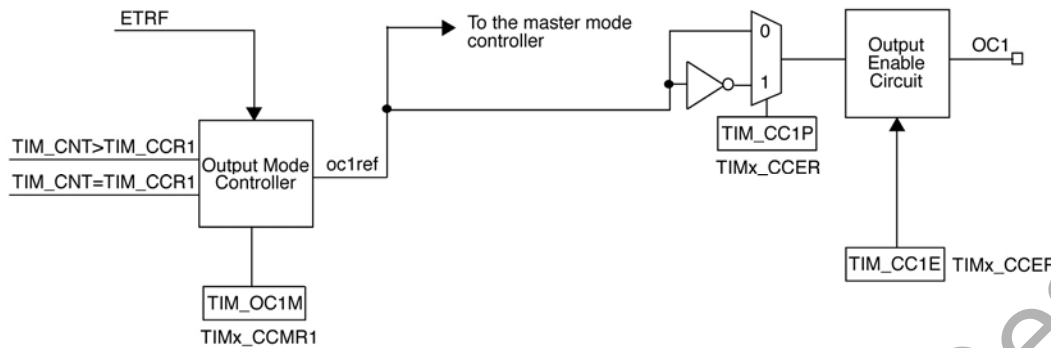 ETRF
To the master mode
controller
0
1
Output
Enable
Circuit
OC1
TIM_CC1P
TIMx_CCER
TIM_CNT>TIM_CCR1
TIM_CNT=TIM_CCR1
Output Mode
Controller
oc1ref
TIM_CC1E
TIMx_CCER
TIM_OC1M
TIMx_CCMR1